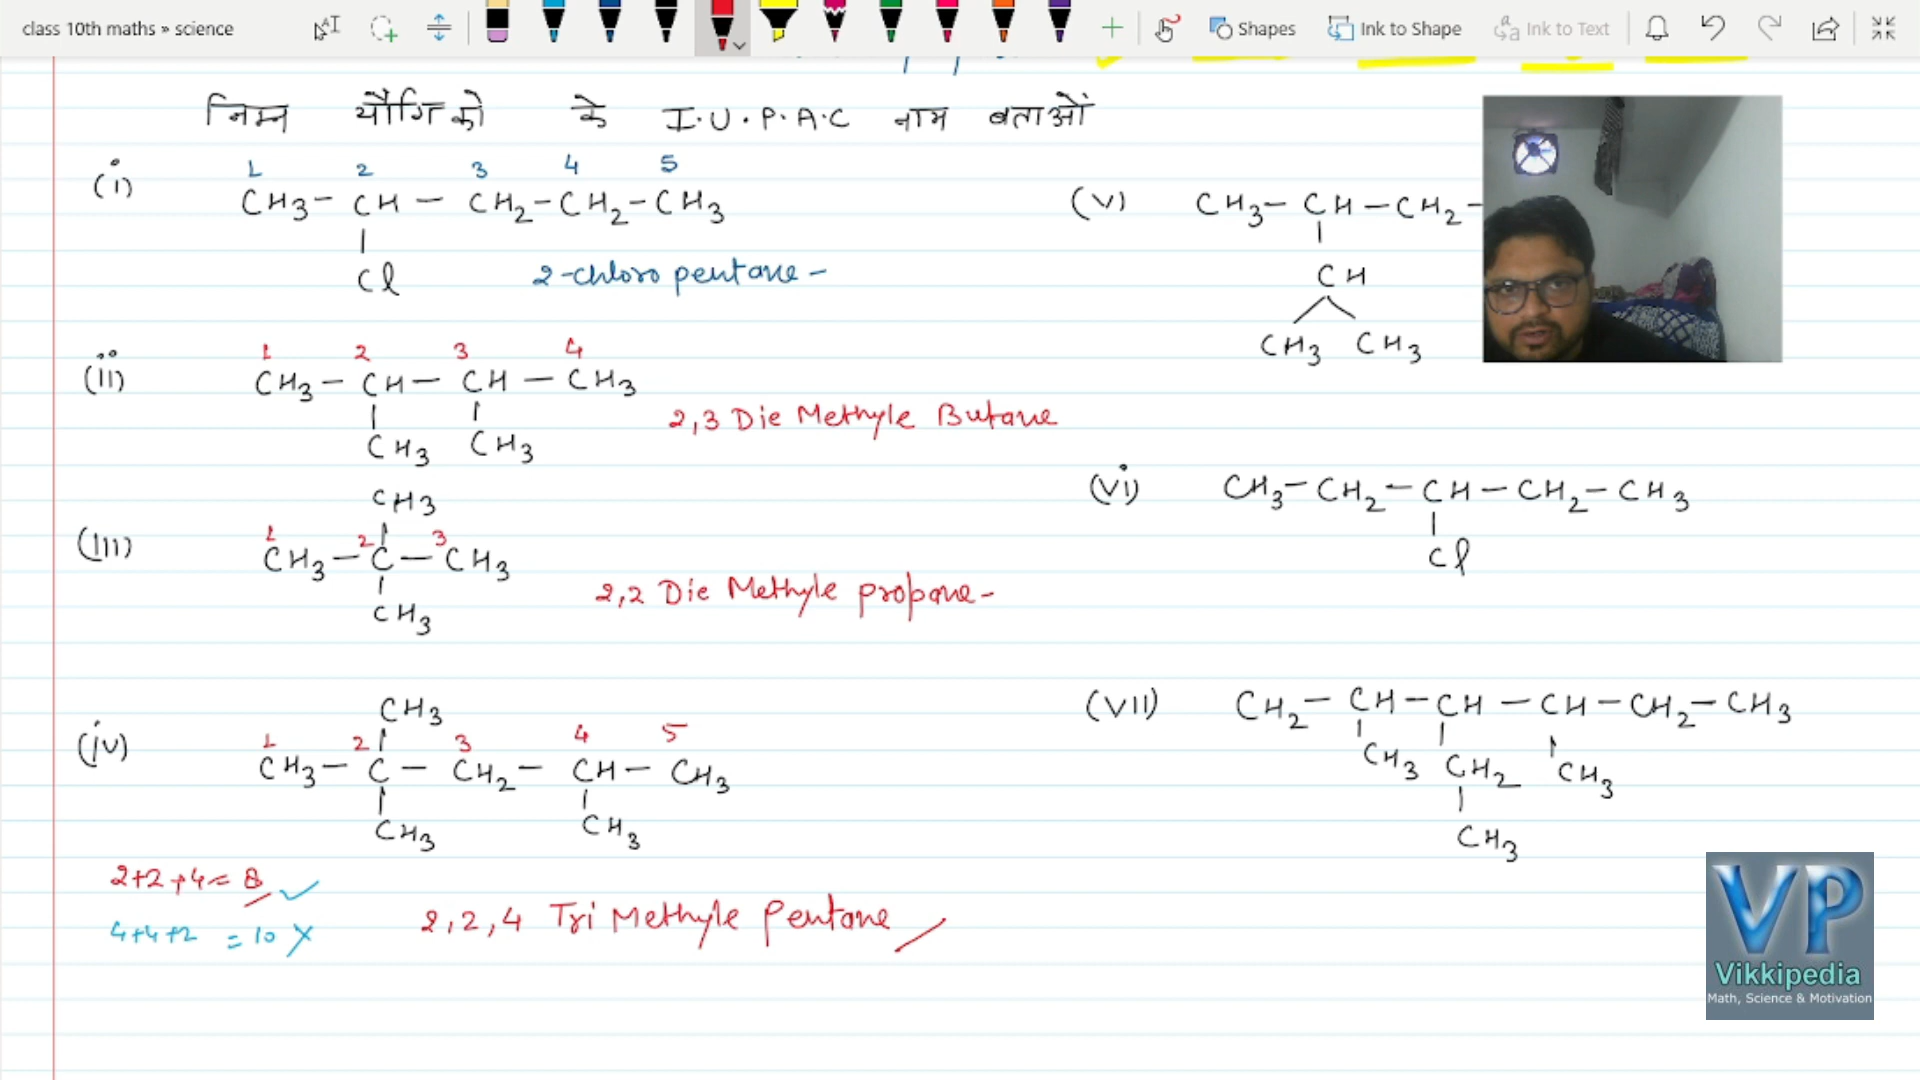 class 10th maths » science
Shapes
Ink to Shape
Ink to Text
निम्न यौगिको के I.U.P.A.C नाम बताओं
(i)
1 2 3 4 5
CH3- CH - CH2-CH2-CH3
Cl
2-chloro pentane-
(ii)
1 2 3 4
CH3- CH- CH - CH3
CH3 CH3
2,3 Die Methyle Butane
(iii)
CH3
1 2 3
CH3-C-CH3
CH3
2,2 Die Methyle propane-
(iv)
CH3
1 2 3 4 5
CH3- C - CH2- CH- CH3
CH3 CH3
2+2+4= 8 ✓
4+4+2 = 10 X
2,2,4 Tri Methyle Pentane
(v)
CH3- CH -CH2-
CH
CH3 CH3
(vi)
CH3-CH2-CH-CH2-CH3
Cl
(VII)
CH2- CH-CH - CH-CH2-CH3
CH3 CH2 CH3
CH3
VP
Vikkipedia
Math, Science & Motivation